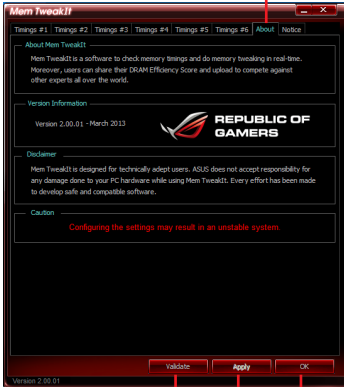 Mem TweakIt
Timings #1 Timings #2 Timings #3 Timings #4 Timings #5 Timings #6 About Notice
About Mem TweakIt
Mem TweakIt is a software to check memory timings and do memory tweaking in real-time.
Moreover, users can share their DRAM Efficiency Score and upload to compete against
other experts all over the world.
Version Information
Version 2.00.01 - March 2013
REPUBLIC OF
GAMERS
Disclaimer
Mem TweakIt is designed for technically adept users. ASUS does not accept responsibility for
any damage done to your PC hardware while using Mem TweakIt. Every effort has been made
to develop safe and compatible software.
Caution
Configuring the settings may result in an unstable system
Validate Apply OK
Version 2.00.01